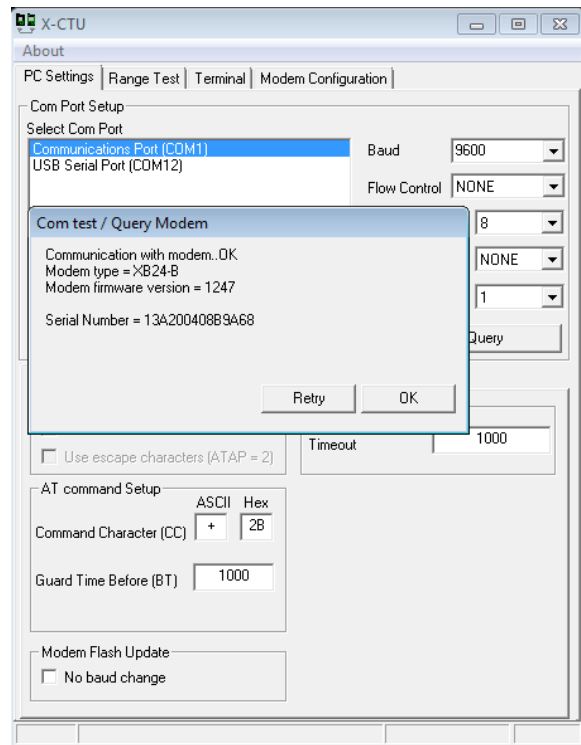 X-CTU
About
PC Settings Range Test Terminal Modem Configuration
Com Port Setup
Select Com Port
Communications Port (COM1)
USB Serial Port (COM12)
Baud 9600
Flow Control NONE
8
NONE
1
Query
Com test / Query Modem
Communication with modem..OK
Modem type = XB24-B
Modem firmware version = 1247
Serial Number = 13A200408B9A68
Retry OK
Use escape characters (ATAP = 2)
Timeout 1000
AT command Setup
ASCII Hex
Command Character (CC) + 2B
Guard Time Before (BT) 1000
Modem Flash Update
No baud change